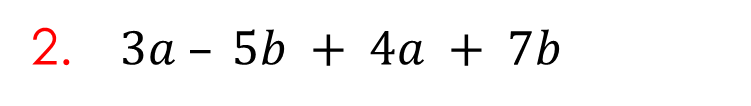 2. 3a – 5b + 4a + 7b